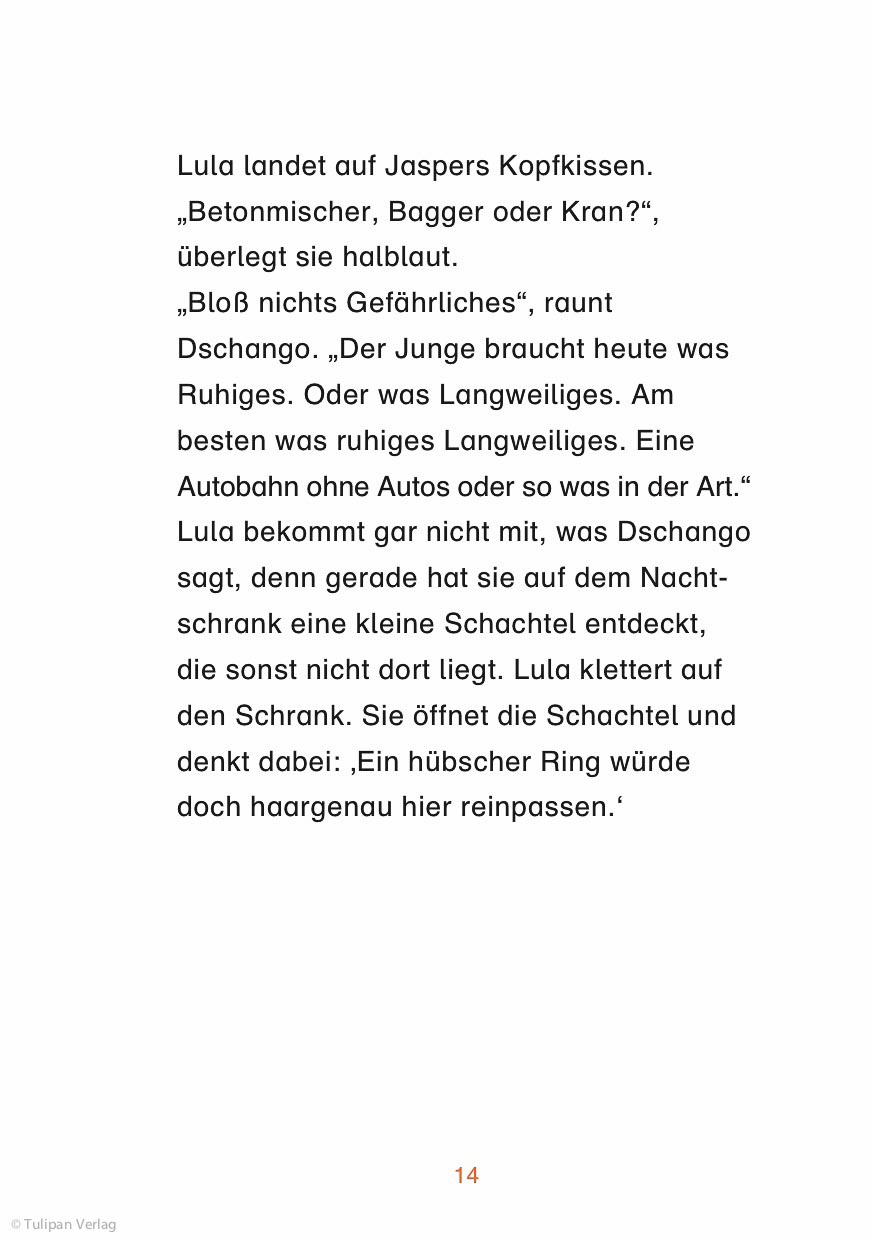 Lula landet auf Jaspers Kopfkissen.
„Betonmischer, Bagger oder Kran?“,
überlegt sie halblaut.
„Bloß nichts Gefährliches“, raunt
Dschango. „Der Junge braucht heute was
Ruhiges. Oder was Langweiliges. Am
besten was ruhiges Langweiliges. Eine
Autobahn ohne Autos oder so was in der Art.“
Lula bekommt gar nicht mit, was Dschango
sagt, denn gerade hat sie auf dem Nacht-
schrank eine kleine Schachtel entdeckt,
die sonst nicht dort liegt. Lula klettert auf
den Schrank. Sie öffnet die Schachtel und
denkt dabei: ‚Ein hübscher Ring würde
doch haargenau hier reinpassen.‘
14
© Tulipan Verlag